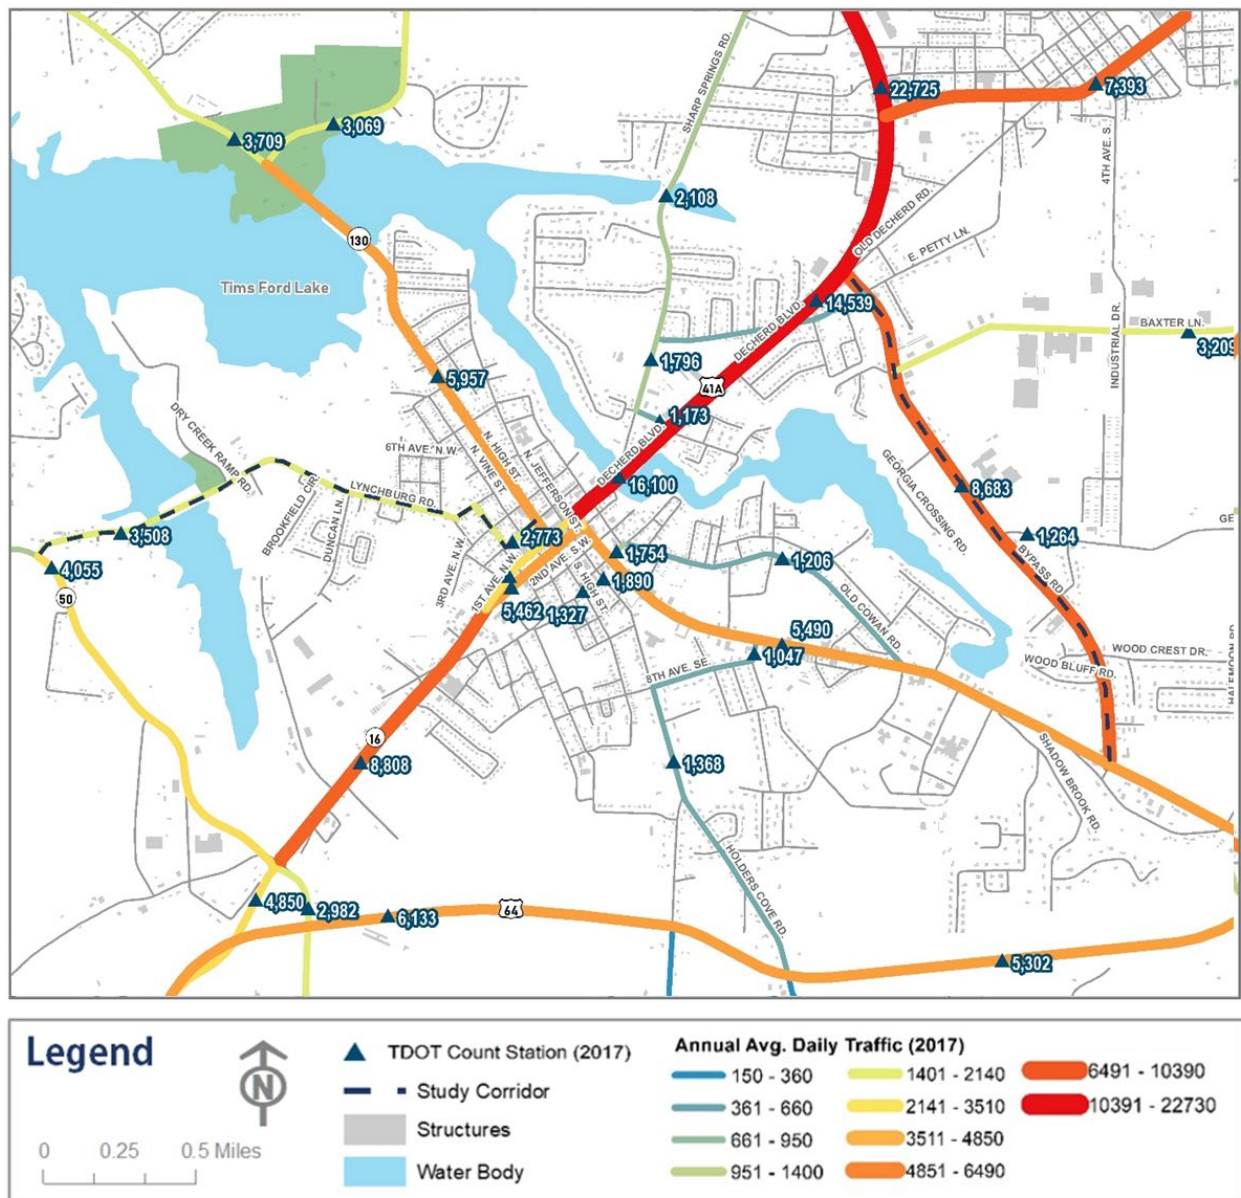 SHARP SPRINGS RD.
22,725
7,393
3,709
3,069
4TH AVE. S.
2,108
OLD DECHERD RD.
E. PETTY LN.
130
Tims Ford Lake
14,539
DECHERD BLVD.
BAXTER LN.
3,209
INDUSTRIAL DR.
1,796
5,957
41A
1,173
DRY CREEK RAMP RD.
6TH AVE. N.W.
N. HIGH ST.
N. VINE ST.
N. JEFFERSON ST.
DECHERD BLVD.
16,100
LYNCHBURG RD.
BROOKFIELD CIR.
DUNCAN LN.
GEORGIA CROSSING RD.
8,683
3,508
2,773
1,754
1,206
1,264
GE
4,055
50
3RD AVE. N.W.
1ST AVE. N.W.
2ND AVE. S.W.
S. HIGH ST.
5,462
1,327
1,890
OLD COWAN RD.
BYPASS RD.
5,490
1,047
8TH AVE. SE.
WOOD CREST DR.
WOOD BLUFF RD.
HALEMOON RD.
16
8,808
1,368
SHADOW BROOK RD.
HOLDERS COVE RD.
4,850
2,982
6,133
64
5,302
Legend
N
0 0.25 0.5 Miles
TDOT Count Station (2017)
Study Corridor
Structures
Water Body
Annual Avg. Daily Traffic (2017)
150 - 360
361 - 660
661 - 950
951 - 1400
1401 - 2140
2141 - 3510
3511 - 4850
4851 - 6490
6491 - 10390
10391 - 22730